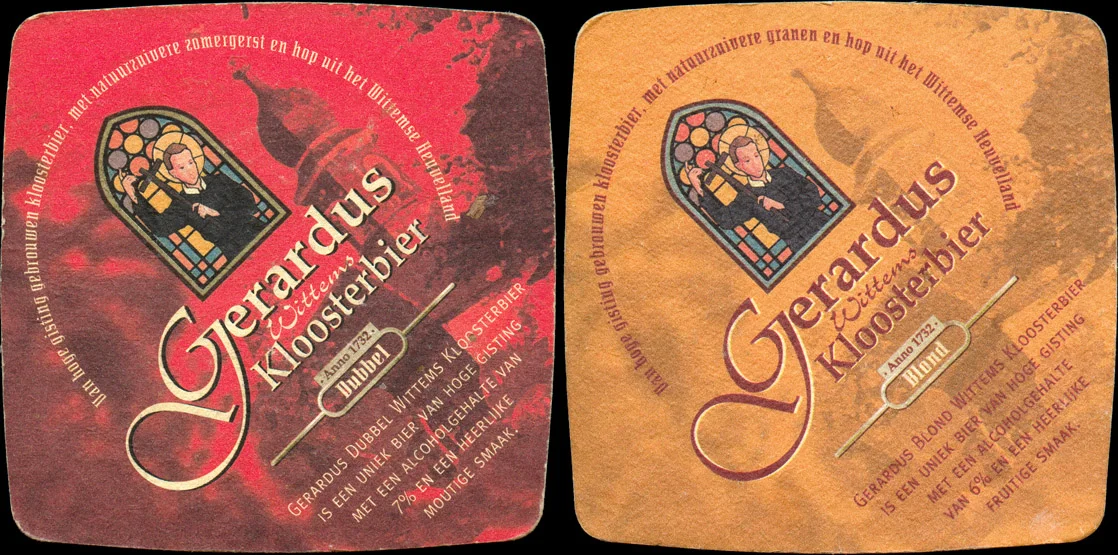 Van hoge gisting gebrouwen kloosterbier, met natuurzuivere zomergerst en hop uit het Wittemse Heuvelland
Gerardus
Wittems
Kloosterbier
· Anno 1732 ·
Dubbel
GERARDUS DUBBEL WITTEMS KLOOSTERBIER
IS EEN UNIEK BIER VAN HOGE GISTING
MET EEN ALCOHOLGEHALTE VAN
7% EN EEN HEERLIJKE
MOUTIGE SMAAK.
Van hoge gisting gebrouwen kloosterbier, met natuurzuivere granen en hop uit het Wittemse Heuvelland
Gerardus
Wittems
Kloosterbier
· Anno 1732 ·
Blond
GERARDUS BLOND WITTEMS KLOOSTERBIER
IS EEN UNIEK BIER VAN HOGE GISTING
MET EEN ALCOHOLGEHALTE
VAN 6% EN EEN HEERLIJKE
FRUITIGE SMAAK.